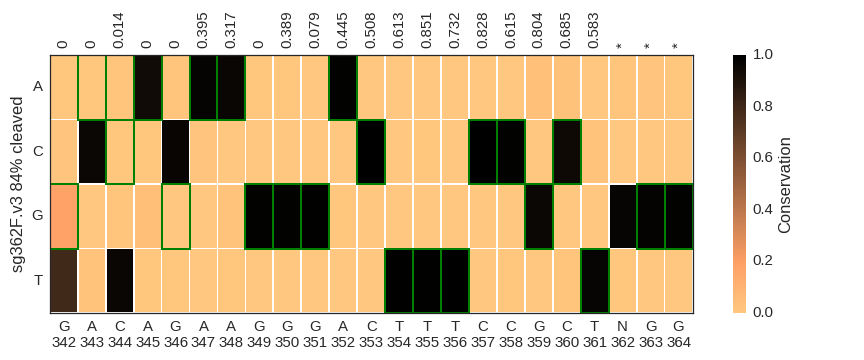 0 0 0.014 0 0 0.395 0.317 0 0.389 0.079 0.445 0.508 0.613 0.851 0.732 0.828 0.615 0.804 0.685 0.583 * * *
sg362F.v3 84% cleaved
A
C
G
T
G A C A G A A G G G A C T T T C C G C T N G G
342 343 344 345 346 347 348 349 350 351 352 353 354 355 356 357 358 359 360 361 362 363 364
1.0
0.8
0.6
0.4
0.2
0.0
Conservation